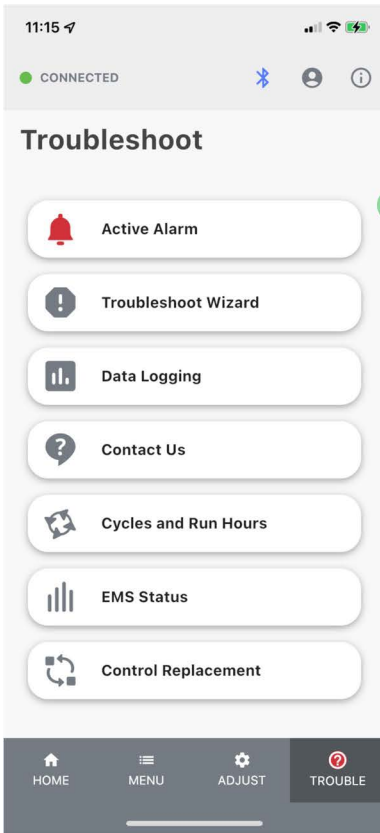 11:15
CONNECTED
Troubleshoot
Active Alarm
Troubleshoot Wizard
Data Logging
Contact Us
Cycles and Run Hours
EMS Status
Control Replacement
HOME MENU ADJUST TROUBLE